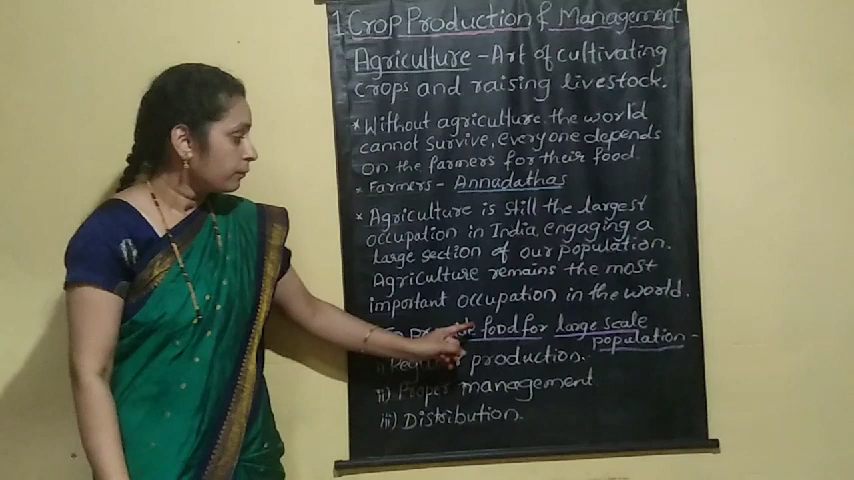 1 Crop Production & Management
Agriculture - Art of cultivating
crops and raising livestock.
* Without agriculture, the world
cannot survive, everyone depends
on the farmers for their food.
* Farmers - Annadathas
* Agriculture is still the largest
occupation in India, engaging a
large section of our population.
Agriculture remains the most
important occupation in the world.
food for large scale
population -
production.
ii) Proper management
iii) Distribution.